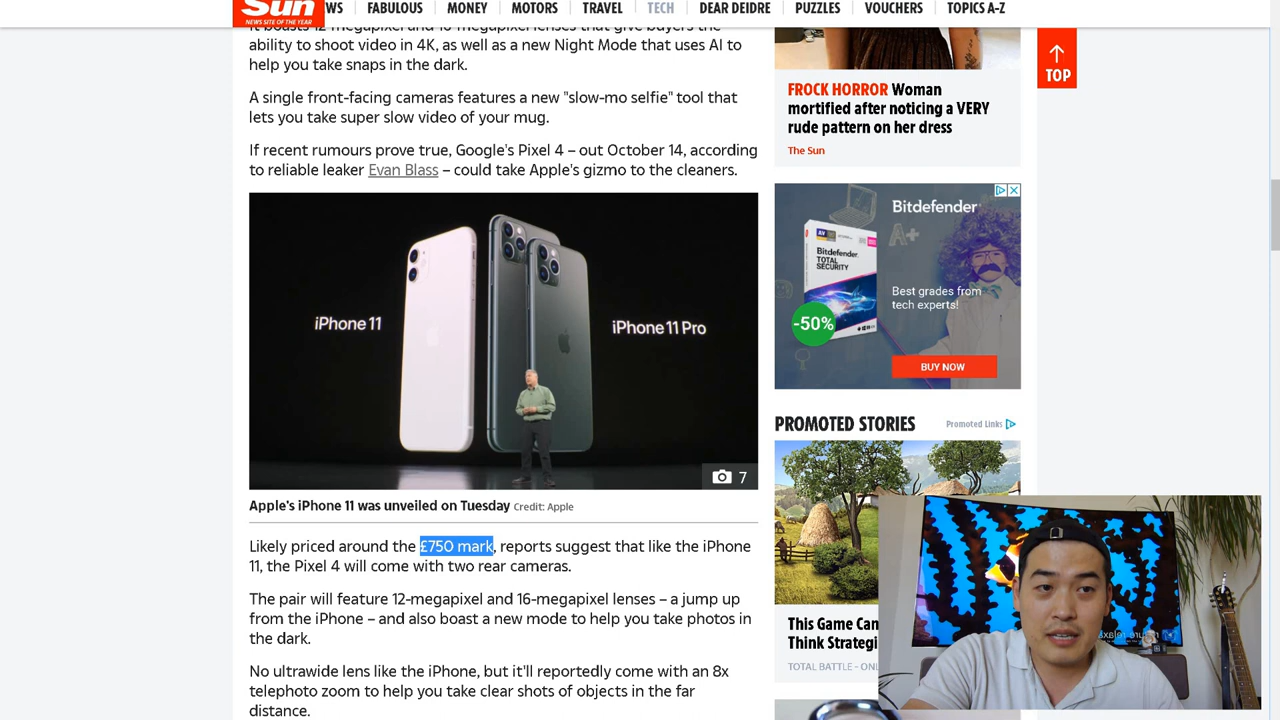 Sun
NEWS SITE OF THE YEAR
WS
FABULOUS
MONEY
MOTORS
TRAVEL
TECH
DEAR DEIDRE
PUZZLES
VOUCHERS
TOPICS A-Z
It boasts 12-megapixel and 16-megapixel lenses that give buyers the
ability to shoot video in 4K, as well as a new Night Mode that uses AI to
help you take snaps in the dark.
A single front-facing cameras features a new "slow-mo selfie" tool that
lets you take super slow video of your mug.
If recent rumours prove true, Google's Pixel 4 – out October 14, according
to reliable leaker Evan Blass – could take Apple's gizmo to the cleaners.
iPhone 11
iPhone 11 Pro
7
Apple's iPhone 11 was unveiled on Tuesday Credit: Apple
Likely priced around the £750 mark, reports suggest that like the iPhone
11, the Pixel 4 will come with two rear cameras.
The pair will feature 12-megapixel and 16-megapixel lenses – a jump up
from the iPhone – and also boast a new mode to help you take photos in
the dark.
No ultrawide lens like the iPhone, but it'll reportedly come with an 8x
telephoto zoom to help you take clear shots of objects in the far
distance.
FROCK HORROR Woman
mortified after noticing a VERY
rude pattern on her dress
The Sun
TOP
Bitdefender
A+
Bitdefender
TOTAL
SECURITY
Best grades from
tech experts!
-50%
BUY NOW
PROMOTED STORIES
Promoted Links
This Game Can
Think Strategi
TOTAL BATTLE - ONL